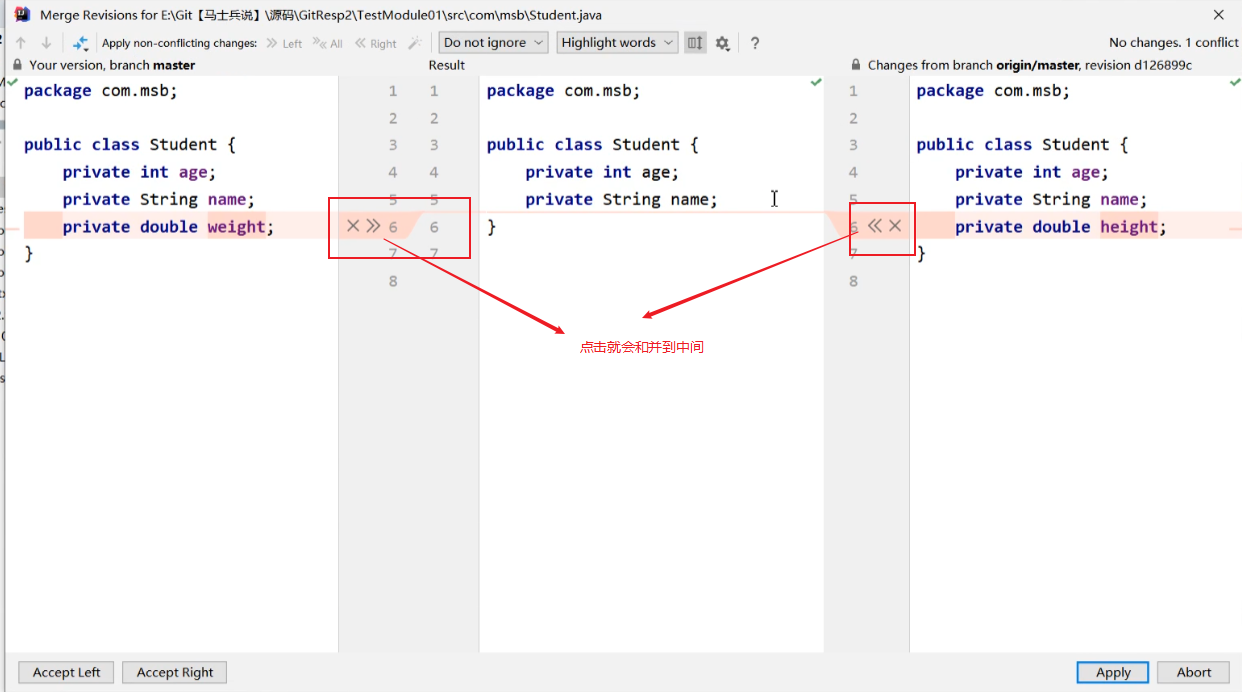 Merge Revisions for E:\Git【马士兵说】\源码\GitResp2\TestModule01\src\com\msb\Student.java
Apply non-conflicting changes: Left All Right Do not ignore Highlight words ? No changes. 1 conflict
Your version, branch master Result Changes from branch origin/master, revision d126899c
package com.msb; 1 1 package com.msb; 1 package com.msb;
2 2 2
public class Student { 3 3 public class Student { 3 public class Student {
private int age; 4 4 private int age; 4 private int age;
private String name; 5 5 private String name; 5 private String name;
private double weight; 6 6 } 6 private double height;
} 7 7 7 }
8 8
点击就会和并到中间
Accept Left Accept Right Apply Abort